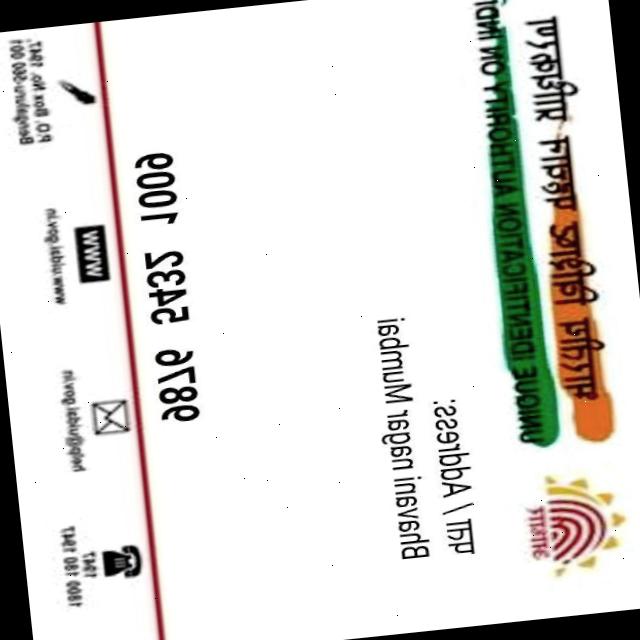 भारतीय विशिष्ट पहचान प्राधिकरण
UNIQUE IDENTIFICATION AUTHORITY OF INDIA
पता / Address:
Bhavani nagar Mumbai
9876 5432 1009
1947
1800 180 1947
help@uidai.gov.in
WWW
www.uidai.gov.in
P.O. Box No. 1947,
Bengaluru-560 001